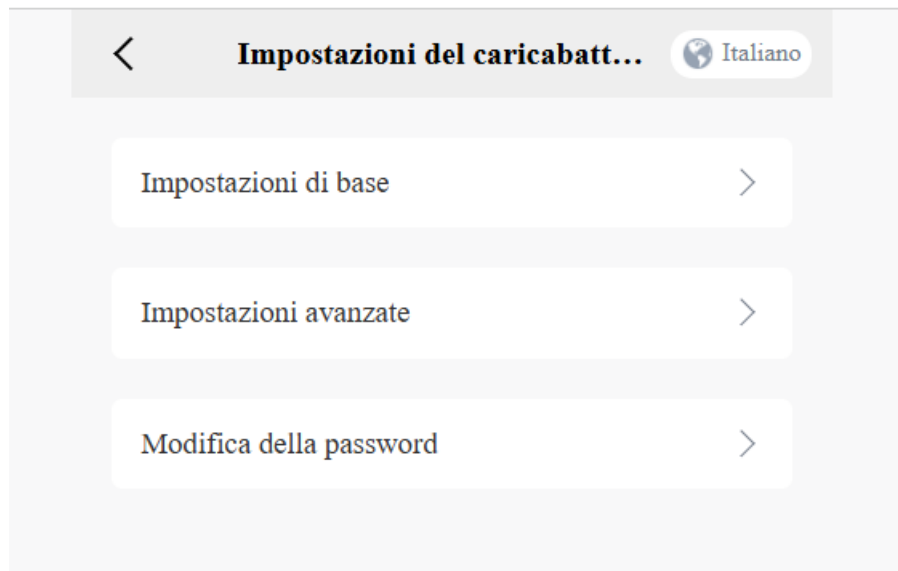 Impostazioni del caricabatt...
Italiano
Impostazioni di base
Impostazioni avanzate
Modifica della password